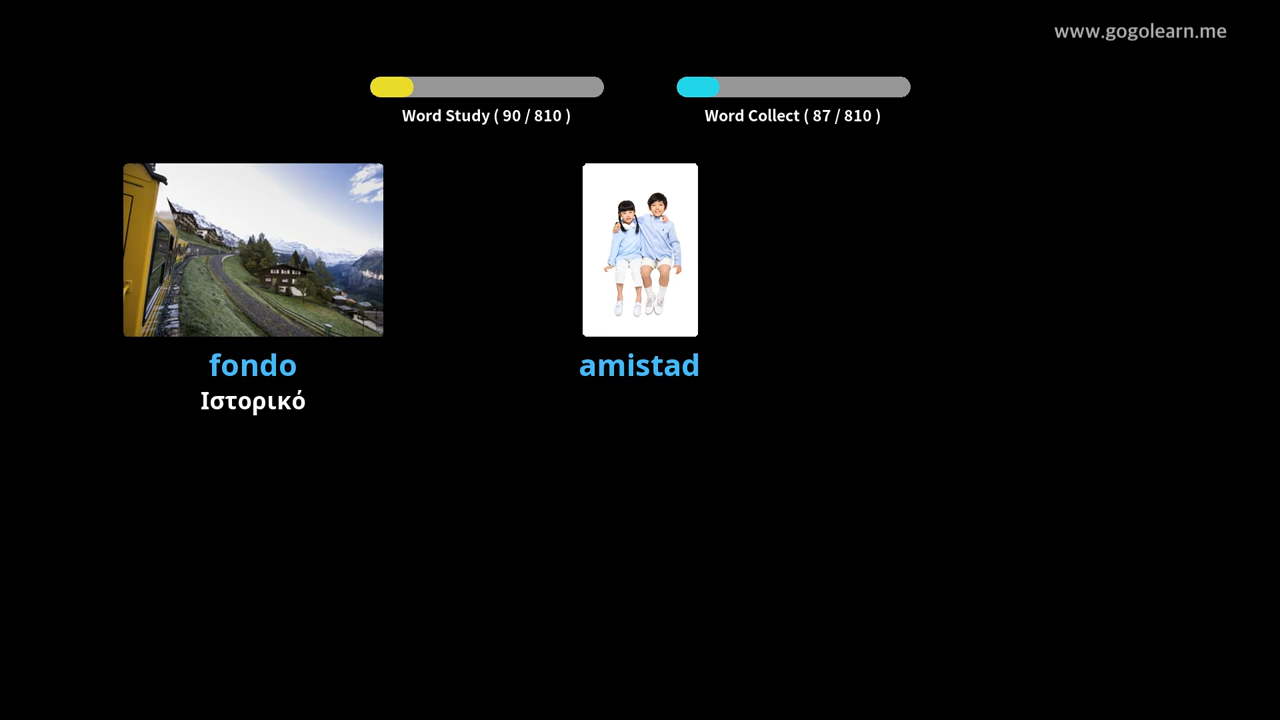 www.gogolearn.me
Word Study ( 90 / 810 )
Word Collect ( 87 / 810 )
fondo
Ιστορικό
amistad